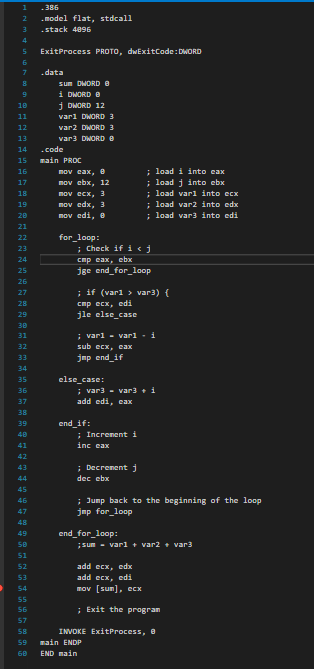 1 .386
2 .model flat, stdcall
3 .stack 4096
4
5 ExitProcess PROTO, dwExitCode:DWORD
6
7 .data
8 sum DWORD 0
9 i DWORD 0
10 j DWORD 12
11 var1 DWORD 3
12 var2 DWORD 3
13 var3 DWORD 0
14 .code
15 main PROC
16 mov eax, 0 ; load i into eax
17 mov ebx, 12 ; load j into ebx
18 mov ecx, 3 ; load var1 into ecx
19 mov edx, 3 ; load var2 into edx
20 mov edi, 0 ; load var3 into edi
21
22 for_loop:
23 ; Check if i < j
24 cmp eax, ebx
25 jge end_for_loop
26
27 ; if (var1 > var3) {
28 cmp ecx, edi
29 jle else_case
30
31 ; var1 = var1 - i
32 sub ecx, eax
33 jmp end_if
34
35 else_case:
36 ; var3 = var3 + i
37 add edi, eax
38
39 end_if:
40 ; Increment i
41 inc eax
42
43 ; Decrement j
44 dec ebx
45
46 ; Jump back to the beginning of the loop
47 jmp for_loop
48
49 end_for_loop:
50 ;sum = var1 + var2 + var3
51
52 add ecx, edx
53 add ecx, edi
54 mov [sum], ecx
55
56 ; Exit the program
57
58 INVOKE ExitProcess, 0
59 main ENDP
60 END main